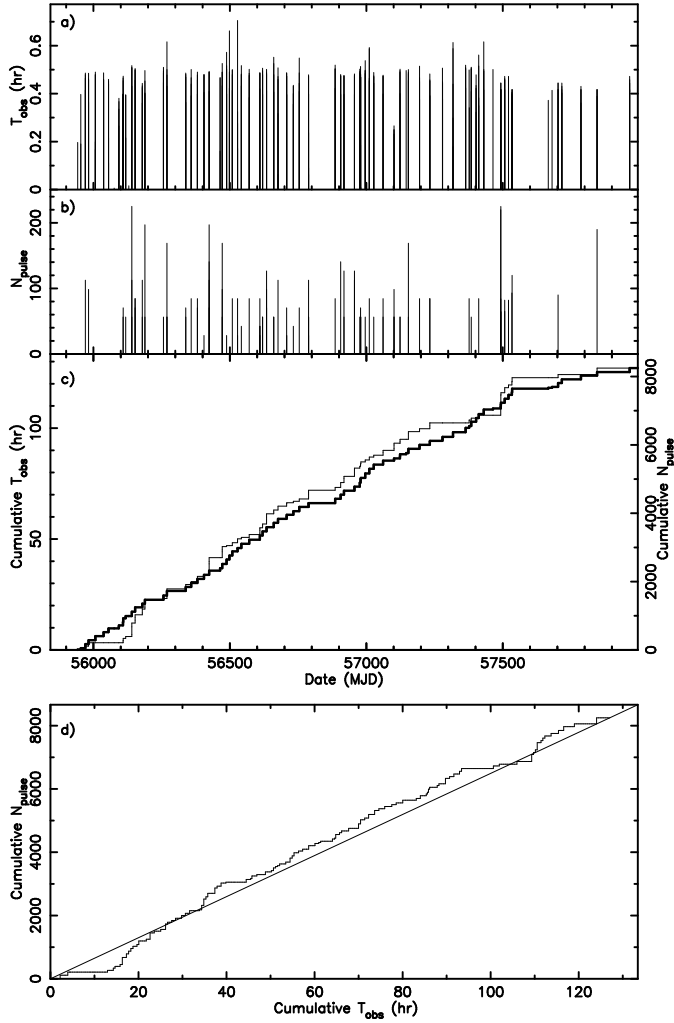 a)
0.6
0.4
0.2
0
T_obs (hr)
b)
200
100
0
N_pulse
c)
100
50
0
Cumulative T_obs (hr)
8000
6000
4000
2000
0
Cumulative N_pulse
56000 56500 57000 57500
Date (MJD)
d)
8000
6000
4000
2000
0
Cumulative N_pulse
0 20 40 60 80 100 120
Cumulative T_obs (hr)